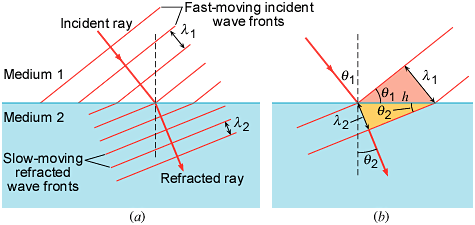 Incident ray
Fast-moving incident
wave fronts
λ1
Medium 1
Medium 2
λ2
Slow-moving
refracted
wave fronts
Refracted ray
(a)
θ1
λ1
θ1
h
θ2
λ2
θ2
(b)